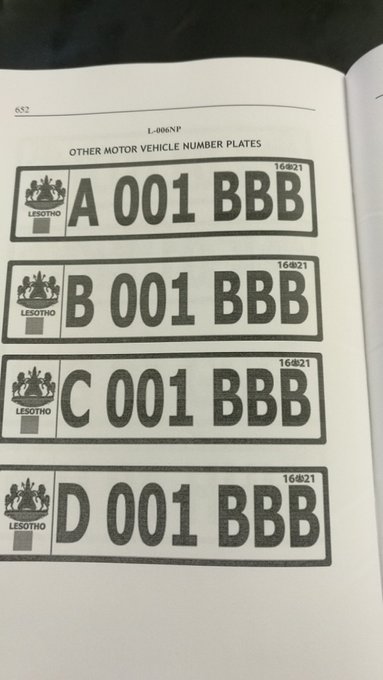 652
L-006NP
OTHER MOTOR VEHICLE NUMBER PLATES
16 21
LESOTHO
A 001 BBB
16 21
LESOTHO
B 001 BBB
16 21
LESOTHO
C 001 BBB
16 21
LESOTHO
D 001 BBB